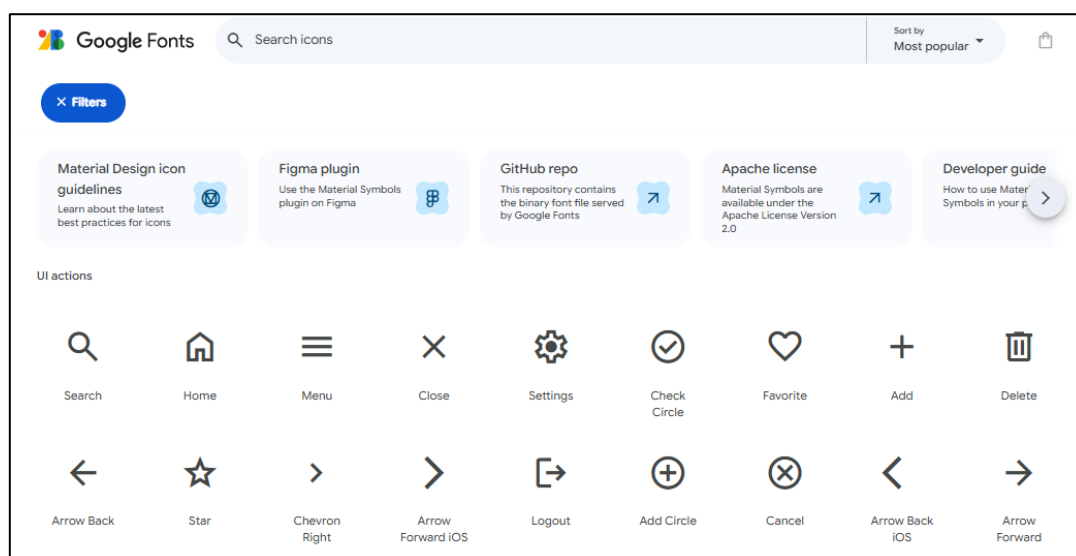 Google Fonts
Search icons
Sort by
Most popular
Filters
Material Design icon
guidelines
Learn about the latest
best practices for icons
Figma plugin
Use the Material Symbols
plugin on Figma
GitHub repo
This repository contains
the binary font file served
by Google Fonts
Apache license
Material Symbols are
available under the
Apache License Version
2.0
Developer guide
How to use
Symbols in your
UI actions
Search
Home
Menu
Close
Settings
Check
Circle
Favorite
Add
Delete
Arrow Back
Star
Chevron
Right
Arrow
Forward iOS
Logout
Add Circle
Cancel
Arrow Back
iOS
Arrow
Forward